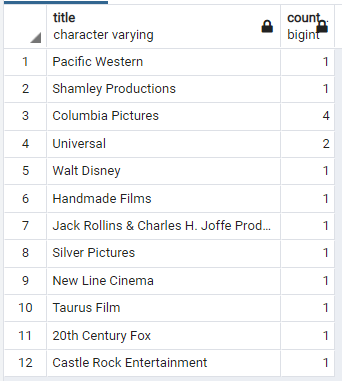 title count...
character varying bigint
1 Pacific Western 1
2 Shamley Productions 1
3 Columbia Pictures 4
4 Universal 2
5 Walt Disney 1
6 Handmade Films 1
7 Jack Rollins & Charles H. Joffe Prod... 1
8 Silver Pictures 1
9 New Line Cinema 1
10 Taurus Film 1
11 20th Century Fox 1
12 Castle Rock Entertainment 1